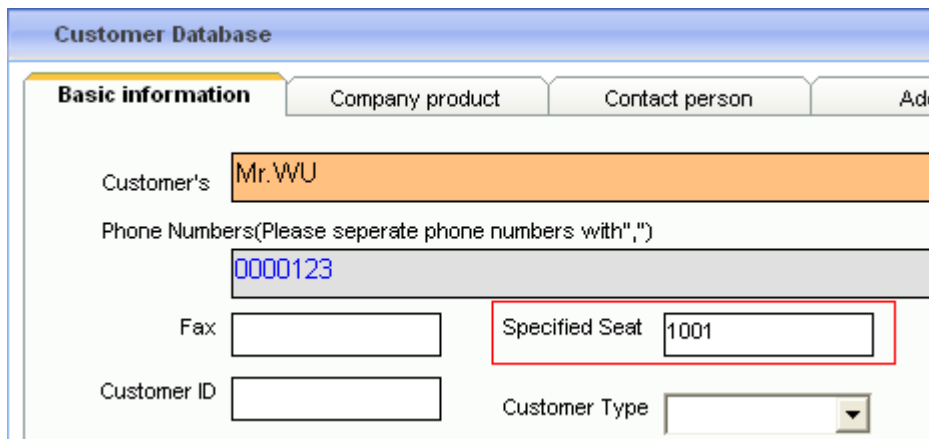 Customer Database
Basic information Company product Contact person
Customer's Mr.WU
Phone Numbers(Please seperate phone numbers with",")
0000123
Fax Specified Seat 1001
Customer ID Customer Type